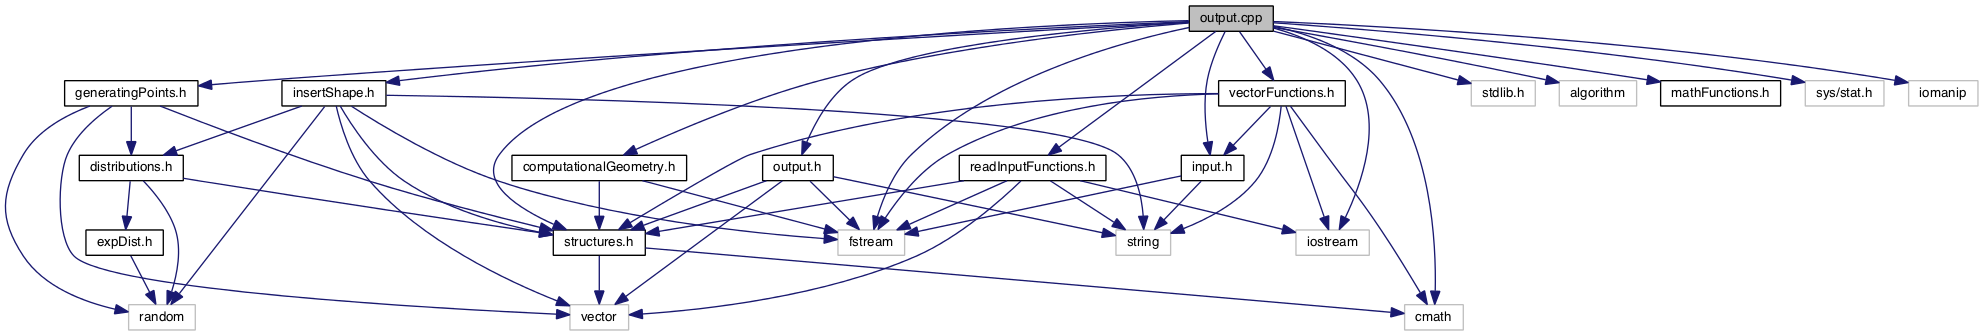 output.cpp
generatingPoints.h
insertShape.h
vectorFunctions.h
stdlib.h
algorithm
mathFunctions.h
sys/stat.h
iomanip
distributions.h
computationalGeometry.h
output.h
readInputFunctions.h
input.h
expDist.h
structures.h
fstream
string
iostream
random
vector
cmath